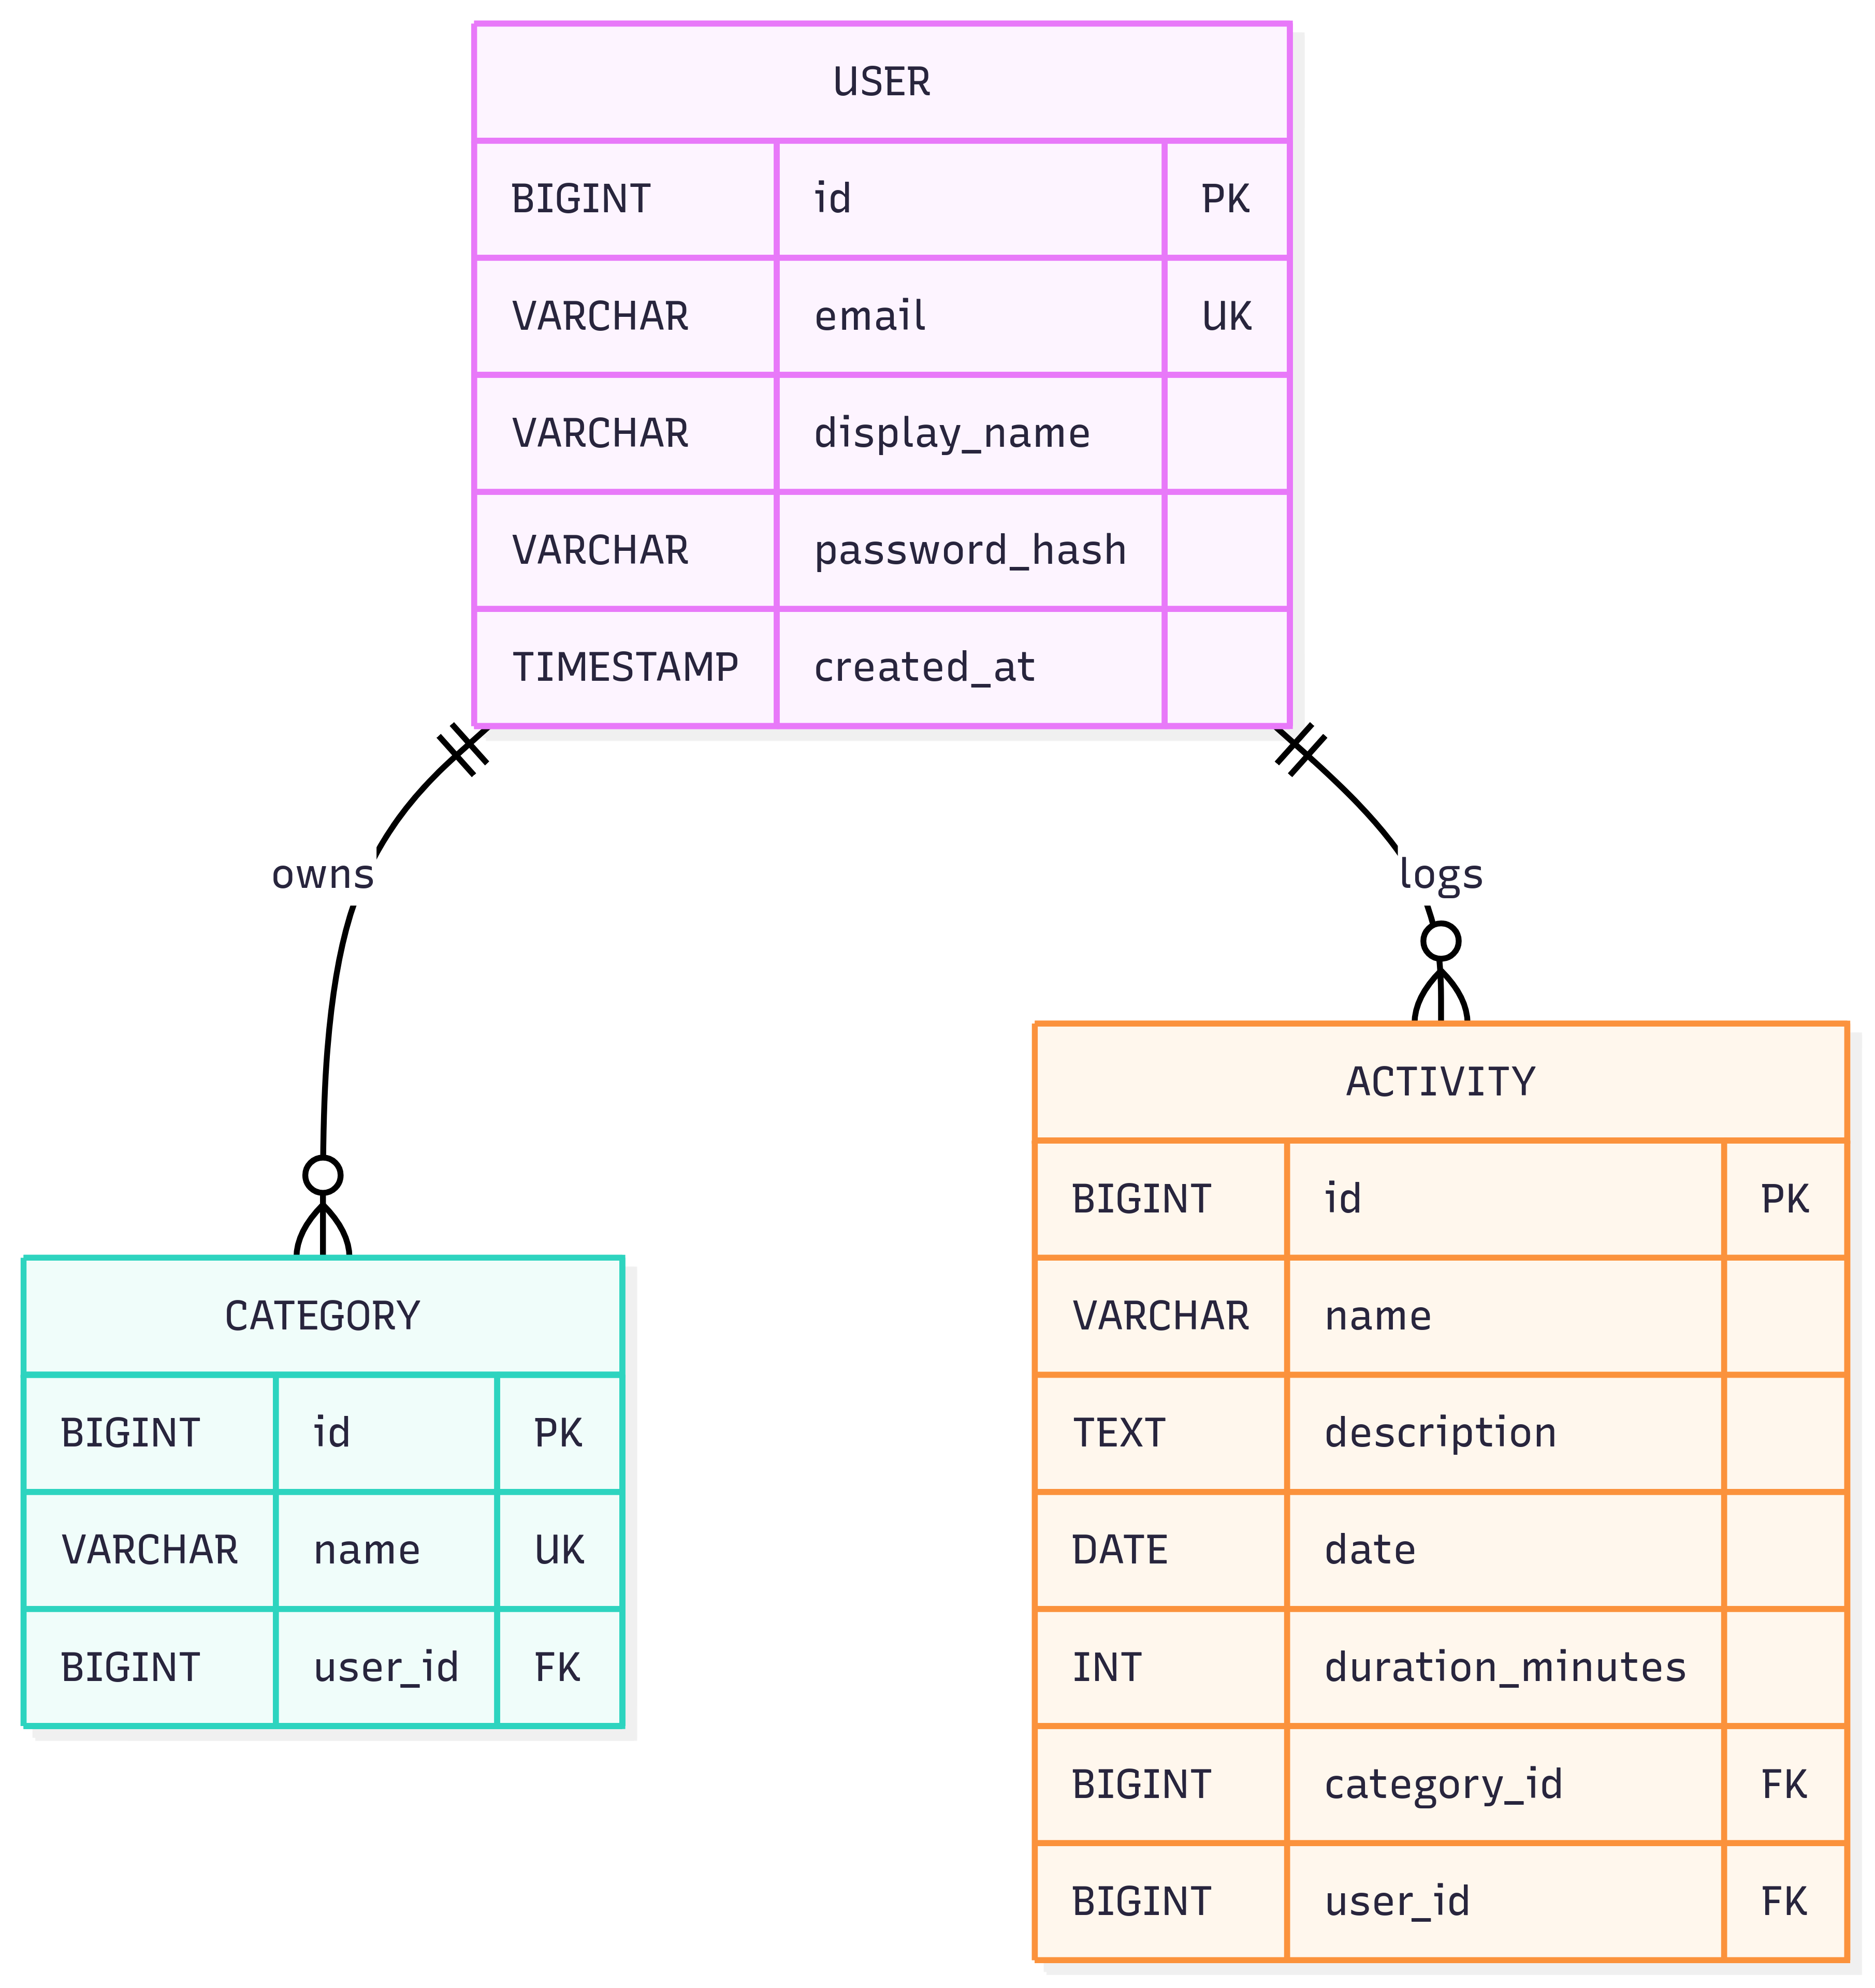 USER
BIGINT id PK
VARCHAR email UK
VARCHAR display_name
VARCHAR password_hash
TIMESTAMP created_at
owns
logs
CATEGORY
BIGINT id PK
VARCHAR name UK
BIGINT user_id FK
ACTIVITY
BIGINT id PK
VARCHAR name
TEXT description
DATE date
INT duration_minutes
BIGINT category_id FK
BIGINT user_id FK